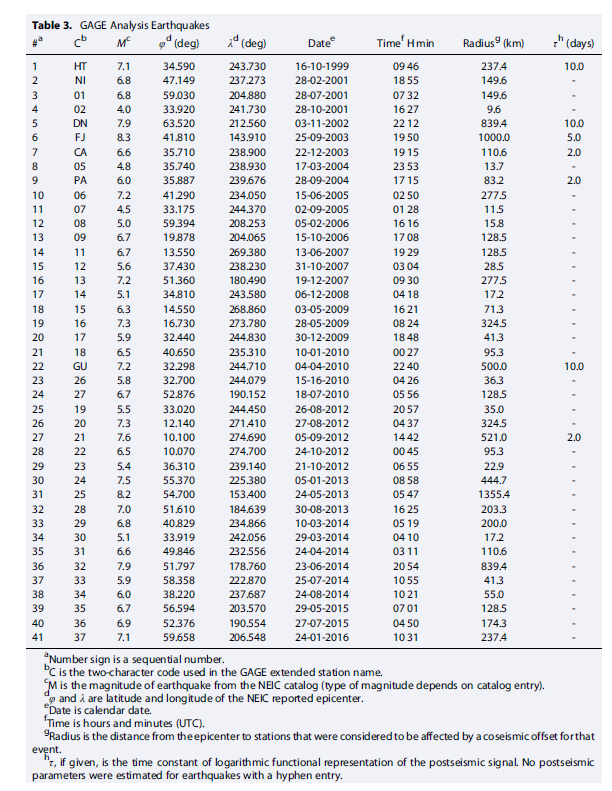 Table 3. GAGE Analysis Earthquakes
#a Cb Mc φd (deg) λd (deg) Datee Timef H min Radiusg (km) τh (days)
1 HT 7.1 34.590 243.730 16-10-1999 09 46 237.4 10.0
2 NI 6.8 47.149 237.273 28-02-2001 18 55 149.6 -
3 01 6.8 59.030 204.880 28-07-2001 07 32 149.6 -
4 02 4.0 33.920 241.730 28-10-2001 16 27 9.6 -
5 DN 7.9 63.520 212.560 03-11-2002 22 12 839.4 10.0
6 FJ 8.3 41.810 143.910 25-09-2003 19 50 1000.0 5.0
7 CA 6.6 35.710 238.900 22-12-2003 19 15 110.6 2.0
8 05 4.8 35.740 238.930 17-03-2004 23 53 13.7 -
9 PA 6.0 35.887 239.676 28-09-2004 17 15 83.2 2.0
10 06 7.2 41.290 234.050 15-06-2005 02 50 277.5 -
11 07 4.5 33.175 244.370 02-09-2005 01 28 11.5 -
12 08 5.0 59.394 208.253 05-02-2006 16 16 15.8 -
13 09 6.7 19.878 204.065 15-10-2006 17 08 128.5 -
14 11 6.7 13.550 269.380 13-06-2007 19 29 128.5 -
15 12 5.6 37.430 238.230 31-10-2007 03 04 28.5 -
16 13 7.2 51.360 180.490 19-12-2007 09 30 277.5 -
17 14 5.1 34.810 243.580 06-12-2008 04 18 17.2 -
18 15 6.3 14.550 268.860 03-05-2009 16 21 71.3 -
19 16 7.3 16.730 273.780 28-05-2009 08 24 324.5 -
20 17 5.9 32.440 244.830 30-12-2009 18 48 41.3 -
21 18 6.5 40.650 235.310 10-01-2010 00 27 95.3 -
22 GU 7.2 32.298 244.710 04-04-2010 22 40 500.0 10.0
23 26 5.8 32.700 244.079 15-16-2010 04 26 36.3 -
24 27 6.7 52.876 190.152 18-07-2010 05 56 128.5 -
25 19 5.5 33.020 244.450 26-08-2012 20 57 35.0 -
26 20 7.3 12.140 271.410 27-08-2012 04 37 324.5 -
27 21 7.6 10.100 274.690 05-09-2012 14 42 521.0 2.0
28 22 6.5 10.070 274.700 24-10-2012 00 45 95.3 -
29 23 5.4 36.310 239.140 21-10-2012 06 55 22.9 -
30 24 7.5 55.370 225.380 05-01-2013 08 58 444.7 -
31 25 8.2 54.700 153.400 24-05-2013 05 47 1355.4 -
32 28 7.0 51.610 184.639 30-08-2013 16 25 203.3 -
33 29 6.8 40.829 234.866 10-03-2014 05 19 200.0 -
34 30 5.1 33.919 242.056 29-03-2014 04 10 17.2 -
35 31 6.6 49.846 232.556 24-04-2014 03 11 110.6 -
36 32 7.9 51.797 178.760 23-06-2014 20 54 839.4 -
37 33 5.9 58.358 222.870 25-07-2014 10 55 41.3 -
38 34 6.0 38.220 237.687 24-08-2014 10 21 55.0 -
39 35 6.7 56.594 203.570 29-05-2015 07 01 128.5 -
40 36 6.9 52.376 190.554 27-07-2015 04 50 174.3 -
41 37 7.1 59.658 206.548 24-01-2016 10 31 237.4 -
aNumber sign is a sequential number.
bC is the two-character code used in the GAGE extended station name.
cM is the magnitude of earthquake from the NEIC catalog (type of magnitude depends on catalog entry).
dφ and λ are latitude and longitude of the NEIC reported epicenter.
eDate is calendar date.
fTime is hours and minutes (UTC).
gRadius is the distance from the epicenter to stations that were considered to be affected by a coseismic offset for that
event.
hτ, if given, is the time constant of logarithmic functional representation of the postseismic signal. No postseismic
parameters were estimated for earthquakes with a hyphen entry.